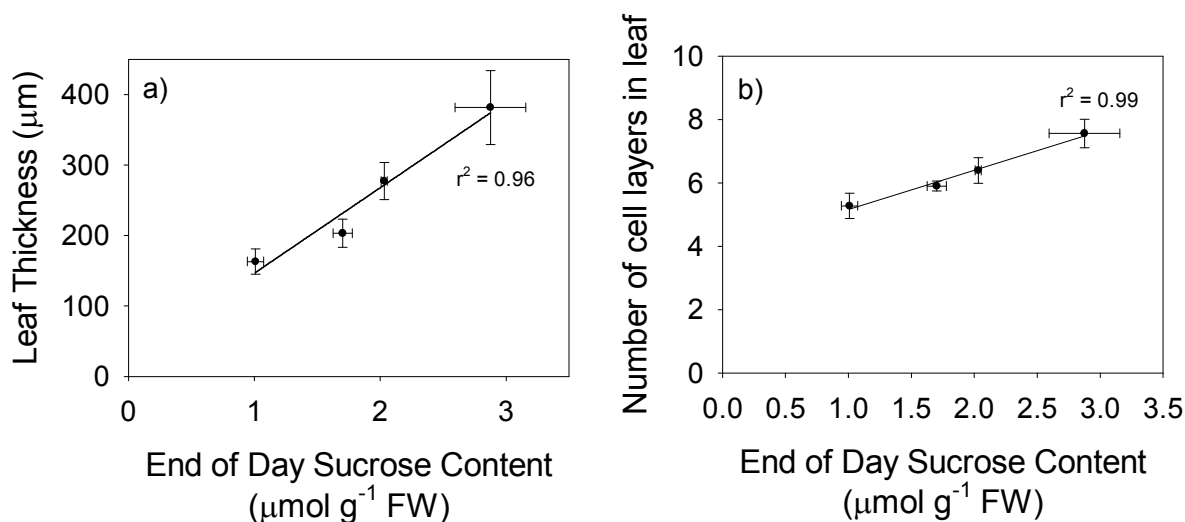 a)
Leaf Thickness (μm)
400
300
200
100
0
r² = 0.96
0 1 2 3
End of Day Sucrose Content
(μmol g⁻¹ FW)
b)
Number of cell layers in leaf
10
8
6
4
2
0
r² = 0.99
0.0 0.5 1.0 1.5 2.0 2.5 3.0 3.5
End of Day Sucrose Content
(μmol g⁻¹ FW)